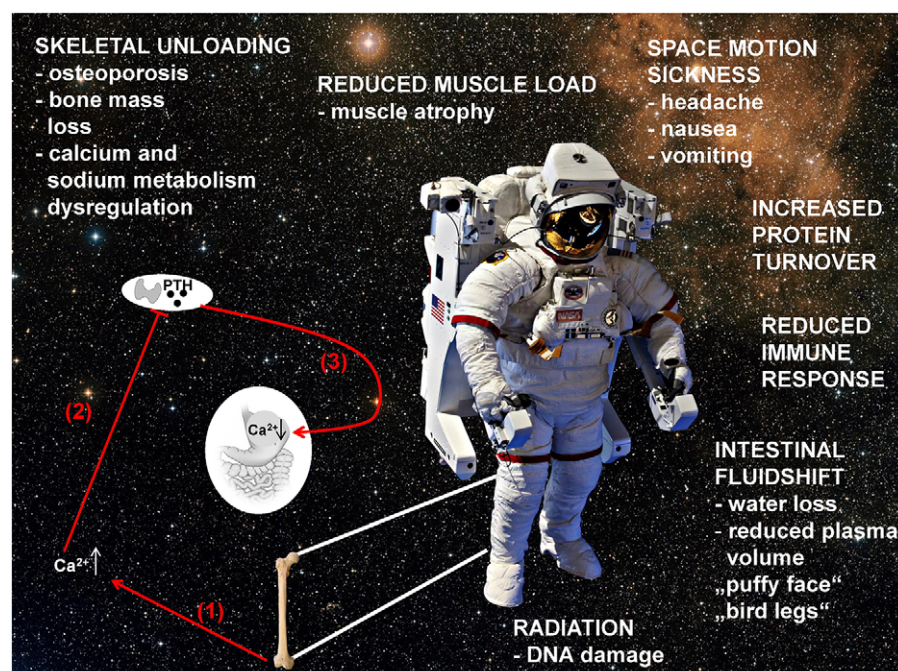 SKELETAL UNLOADING
- osteoporosis
- bone mass
loss
- calcium and
sodium metabolism
dysregulation
REDUCED MUSCLE LOAD
- muscle atrophy
SPACE MOTION
SICKNESS
- headache
- nausea
- vomiting
INCREASED
PROTEIN
TURNOVER
REDUCED
IMMUNE
RESPONSE
INTESTINAL
FLUIDSHIFT
- water loss
- reduced plasma
volume
„puffy face“
„bird legs“
RADIATION
- DNA damage
PTH
(3)
(2)
Ca²⁺↓
Ca²⁺↑
(1)
NASA